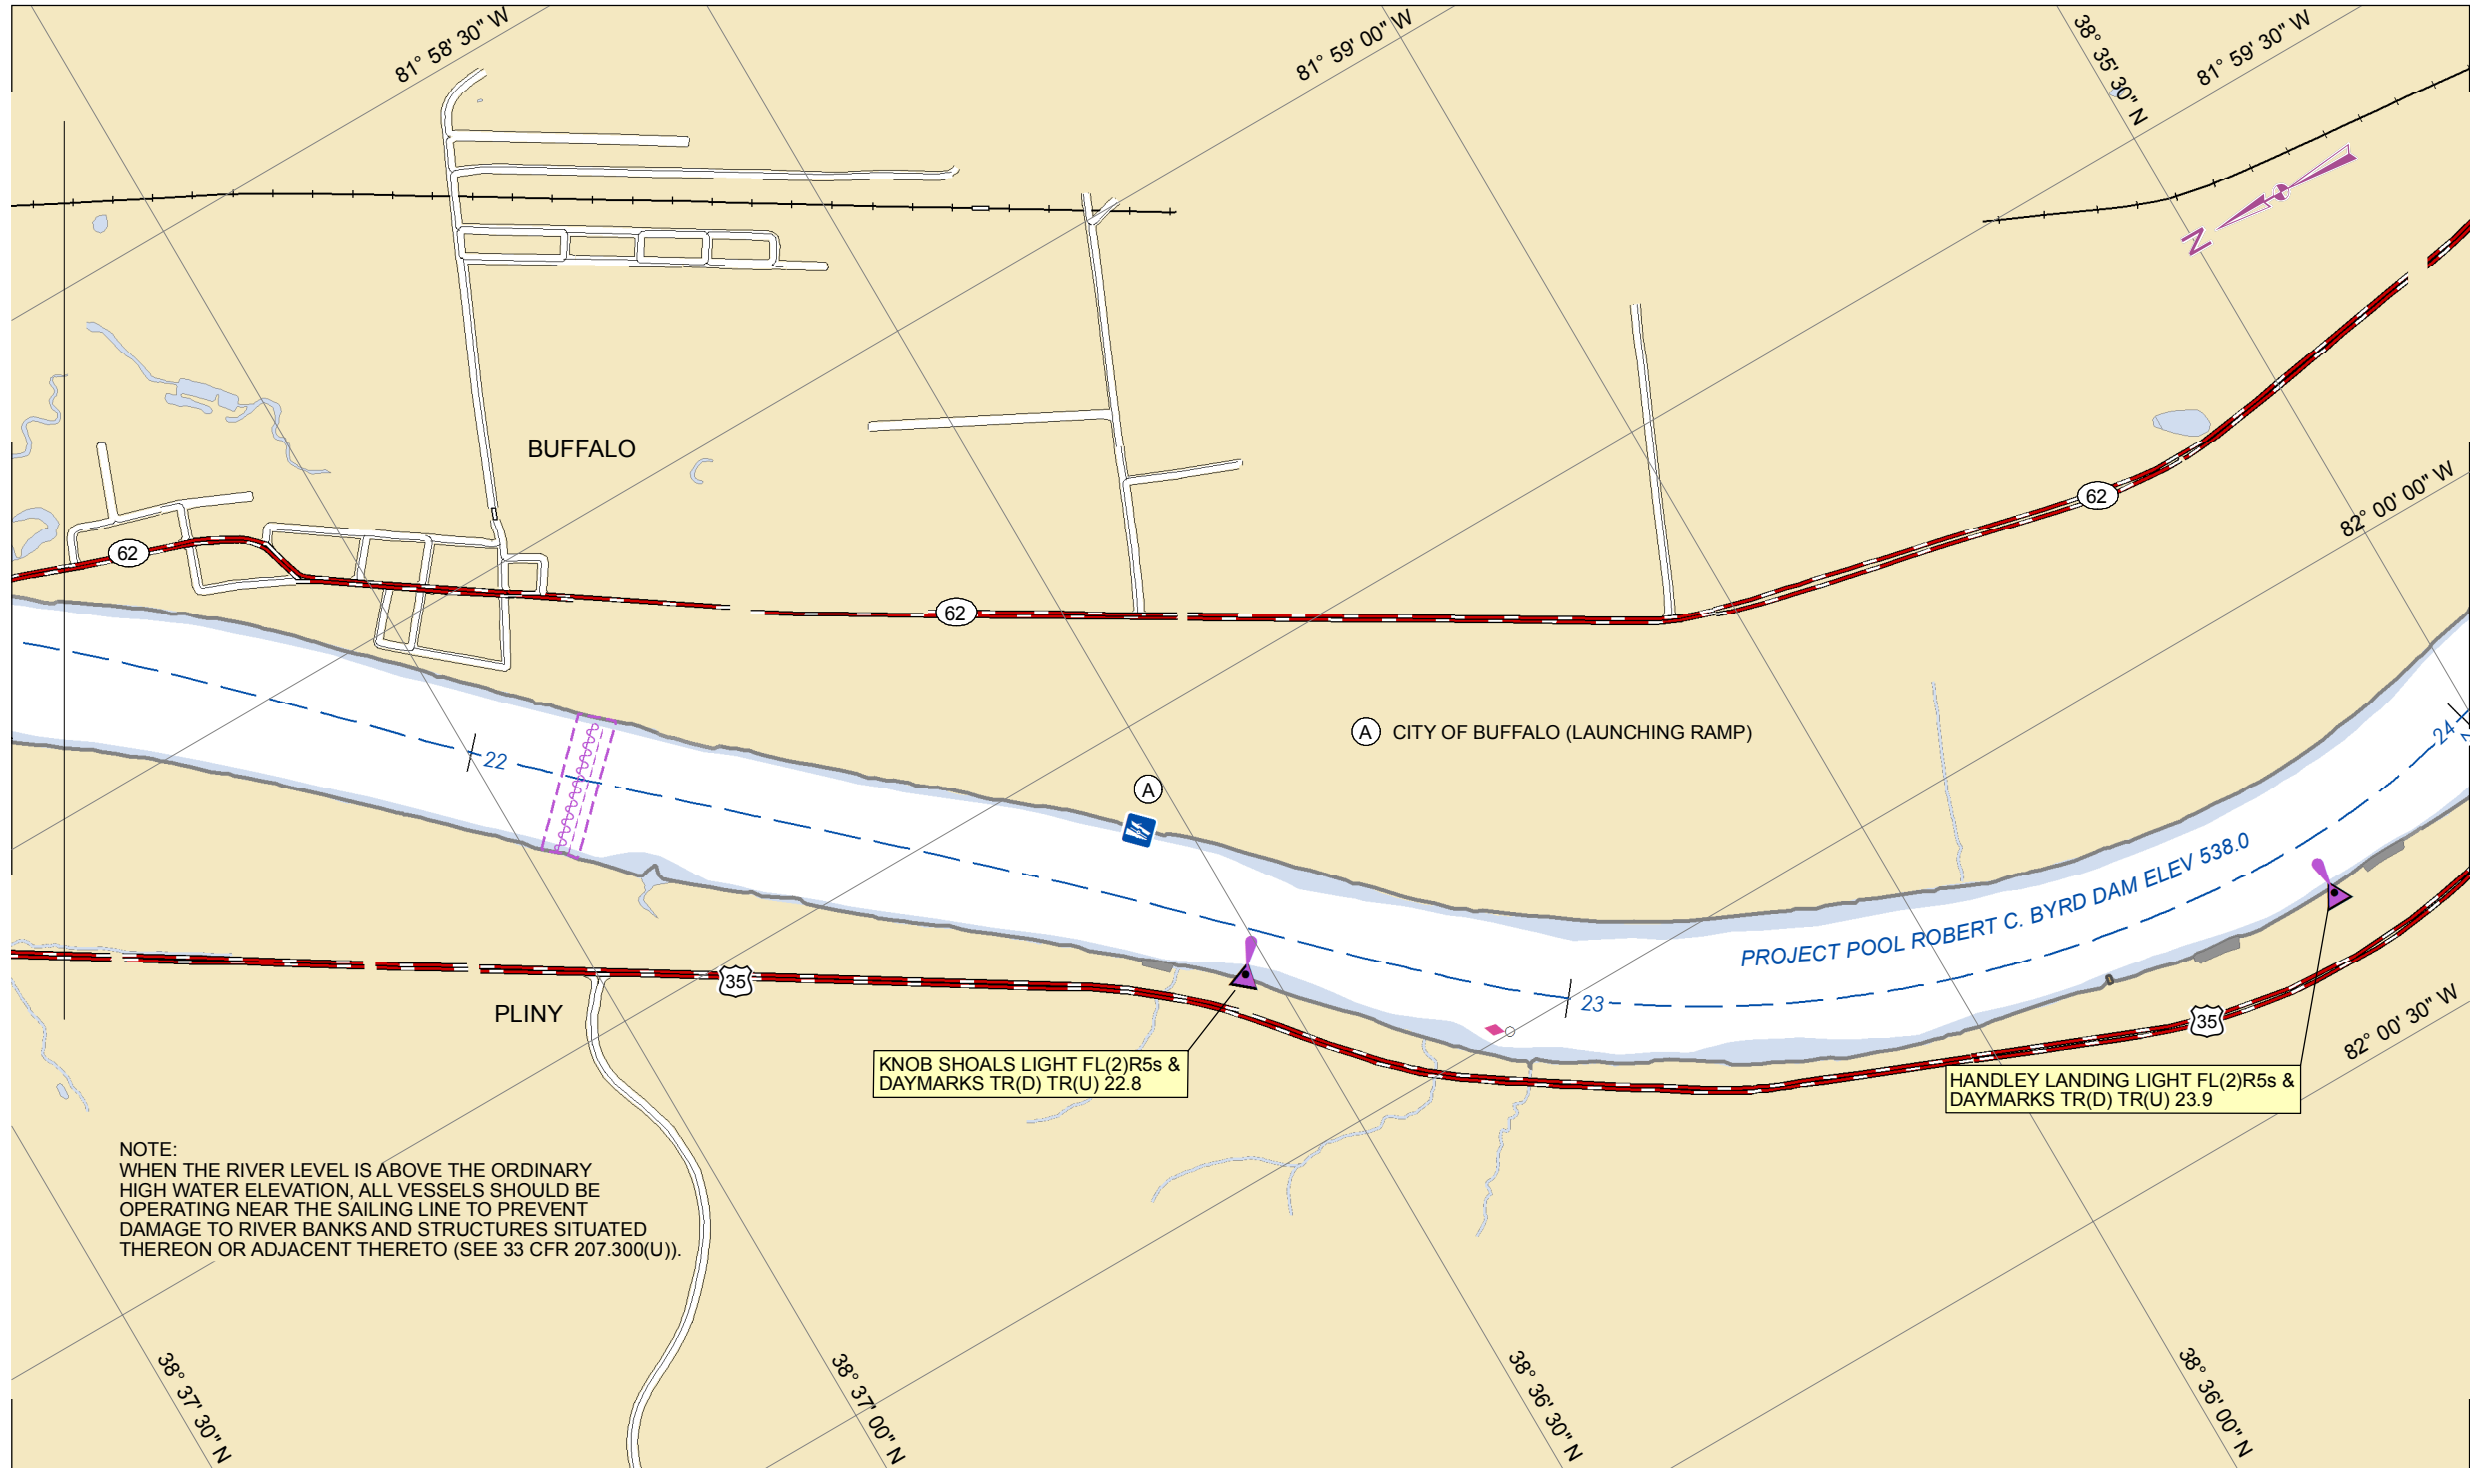 81° 58' 30" W
81° 59' 00" W
38° 35' 30" N
81° 59' 30" W
N
BUFFALO
62
62
62
82° 00' 00" W
22
A
A CITY OF BUFFALO (LAUNCHING RAMP)
24
PROJECT POOL ROBERT C. BYRD DAM ELEV 538.0
23
35
35
PLINY
82° 00' 30" W
KNOB SHOALS LIGHT FL(2)R5s &
DAYMARKS TR(D) TR(U) 22.8
HANDLEY LANDING LIGHT FL(2)R5s &
DAYMARKS TR(D) TR(U) 23.9
NOTE:
WHEN THE RIVER LEVEL IS ABOVE THE ORDINARY
HIGH WATER ELEVATION, ALL VESSELS SHOULD BE
OPERATING NEAR THE SAILING LINE TO PREVENT
DAMAGE TO RIVER BANKS AND STRUCTURES SITUATED
THEREON OR ADJACENT THERETO (SEE 33 CFR 207.300(U)).
38° 37' 30" N
38° 37' 00" N
38° 36' 30" N
38° 36' 00" N